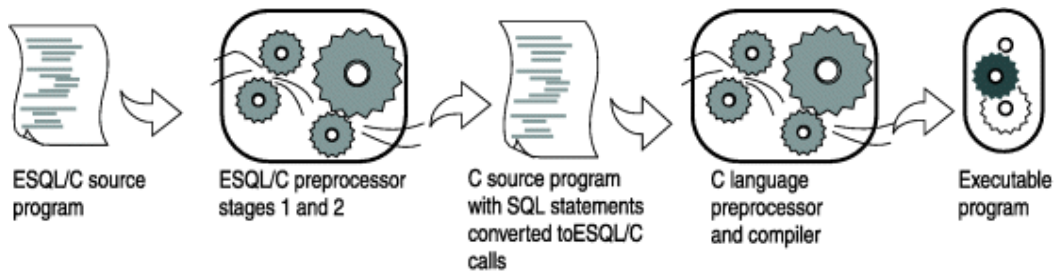 ESQL/C source
program
ESQL/C preprocessor
stages 1 and 2
C source program
with SQL statements
converted toESQL/C
calls
C language
preprocessor
and compiler
Executable
program